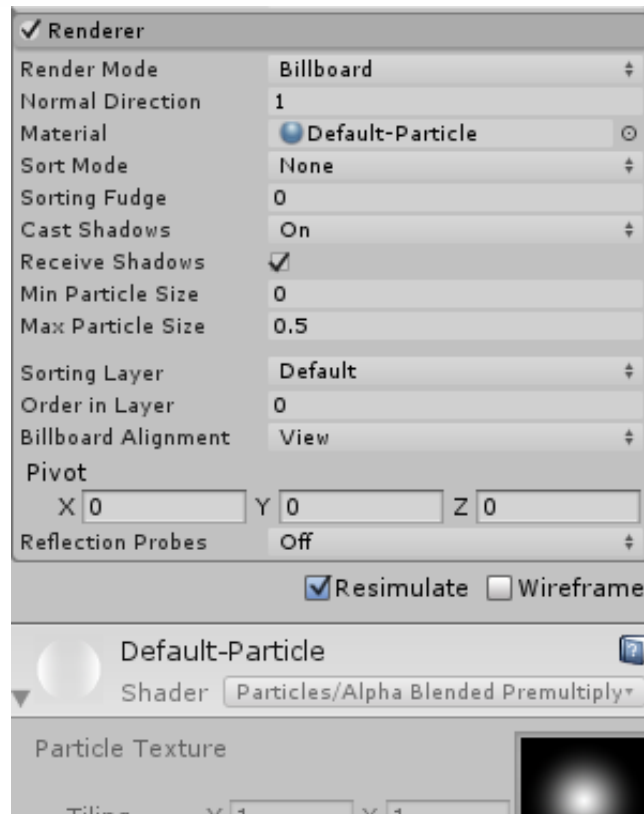 Renderer
Render Mode Billboard
Normal Direction 1
Material Default-Particle
Sort Mode None
Sorting Fudge 0
Cast Shadows On
Receive Shadows
Min Particle Size 0
Max Particle Size 0.5
Sorting Layer Default
Order in Layer 0
Billboard Alignment View
Pivot
X 0 Y 0 Z 0
Reflection Probes Off
Resimulate Wireframe
Default-Particle ?
Shader Particles/Alpha Blended Premultiply
Particle Texture
Tiling X 1 Y 1